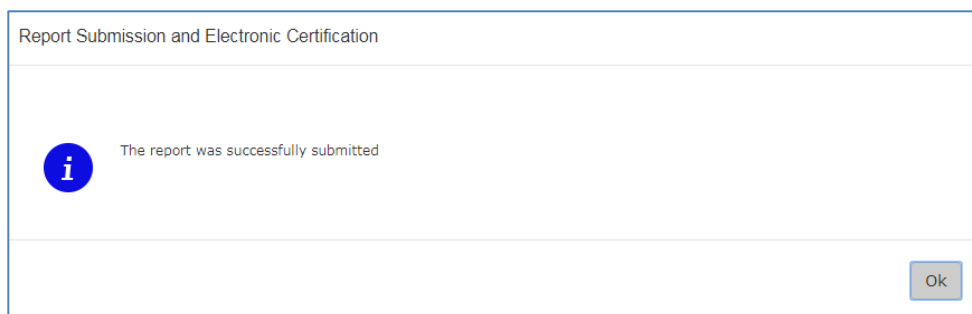 Report Submission and Electronic Certification
i
The report was successfully submitted
Ok